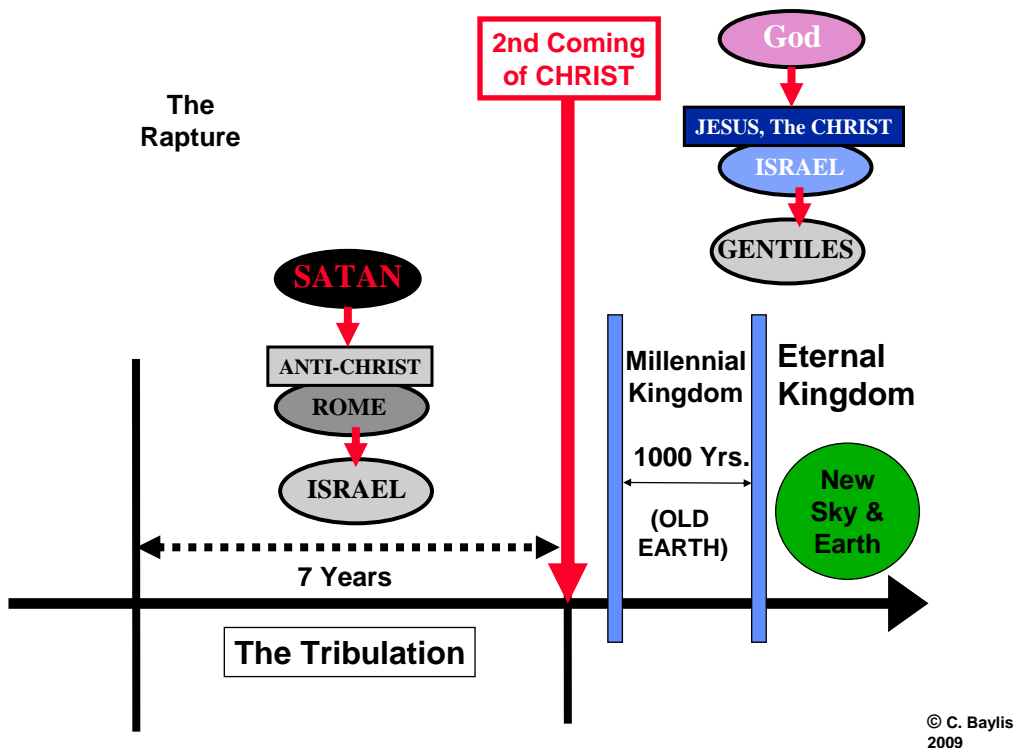 The
Rapture
2nd Coming
of CHRIST
God
JESUS, The CHRIST
ISRAEL
GENTILES
SATAN
ANTI-CHRIST
ROME
ISRAEL
7 Years
The Tribulation
Millennial
Kingdom
1000 Yrs.
(OLD
EARTH)
Eternal
Kingdom
New
Sky &
Earth
© C. Baylis
2009